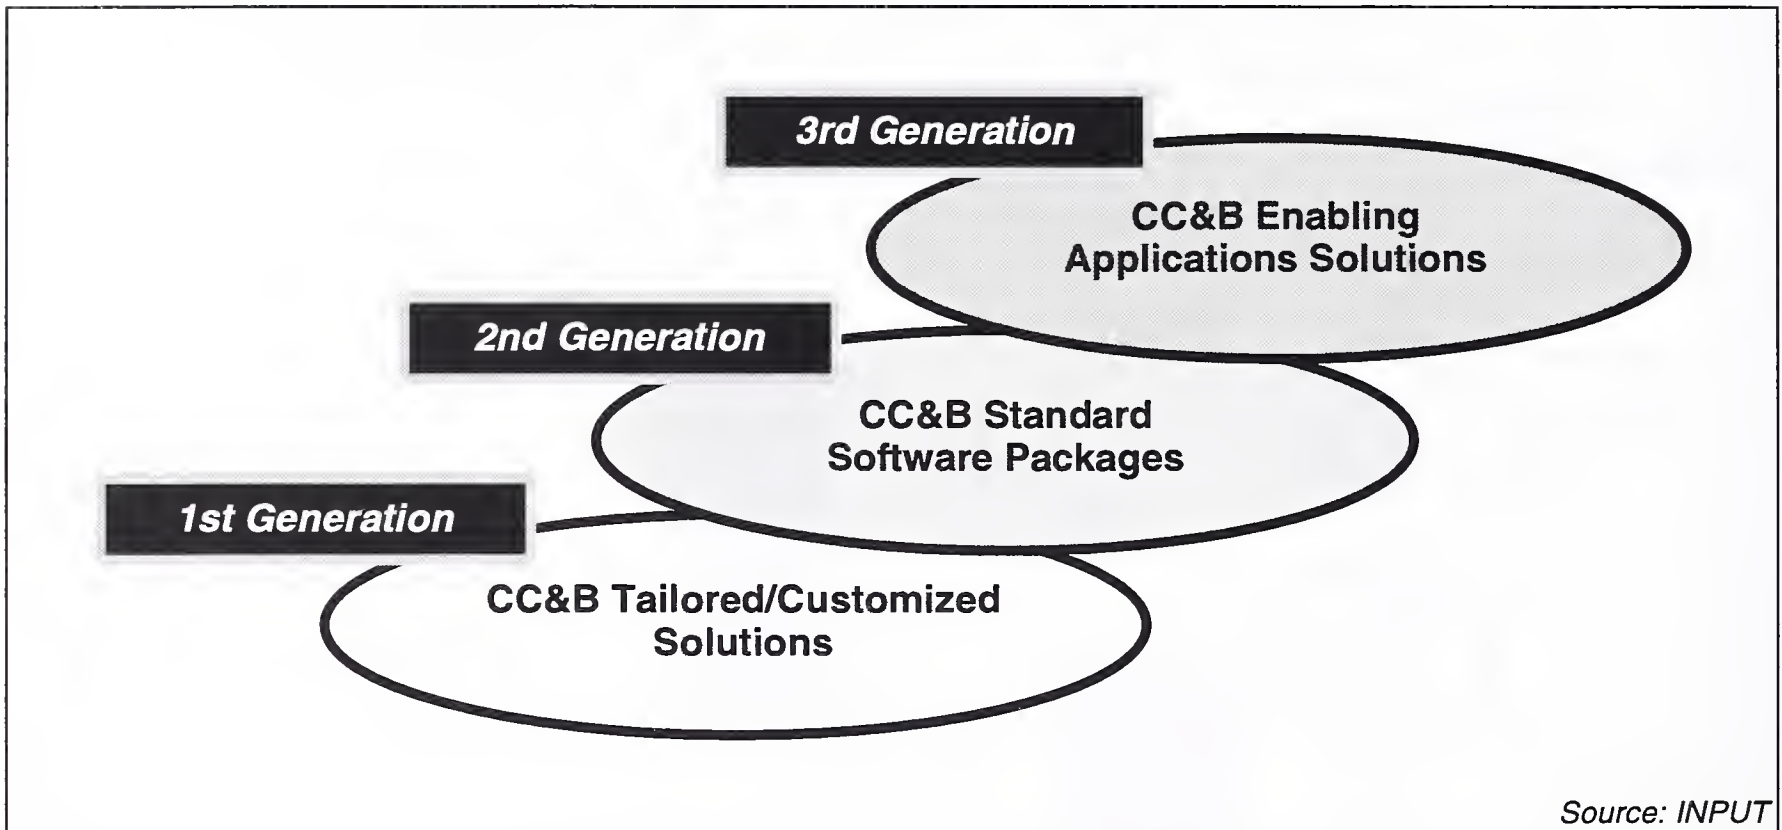 3rd Generation
CC&B Enabling
Applications Solutions
2nd Generation
CC&B Standard
Software Packages
1st Generation
CC&B Tailored/Customized
Solutions
Source: INPUT